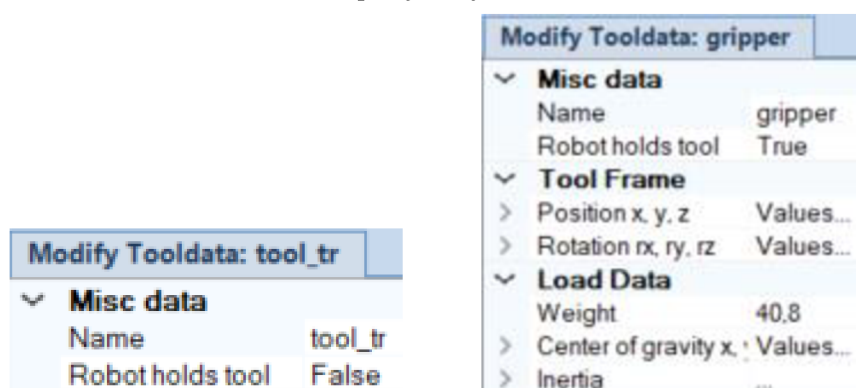 Modify Tooldata: gripper
Misc data
Name gripper
Robot holds tool True
Tool Frame
Position x, y, z Values...
Rotation rx, ry, rz Values...
Load Data
Weight 40,8
Center of gravity x, Values...
Inertia ...
Modify Tooldata: tool_tr
Misc data
Name tool_tr
Robot holds tool False